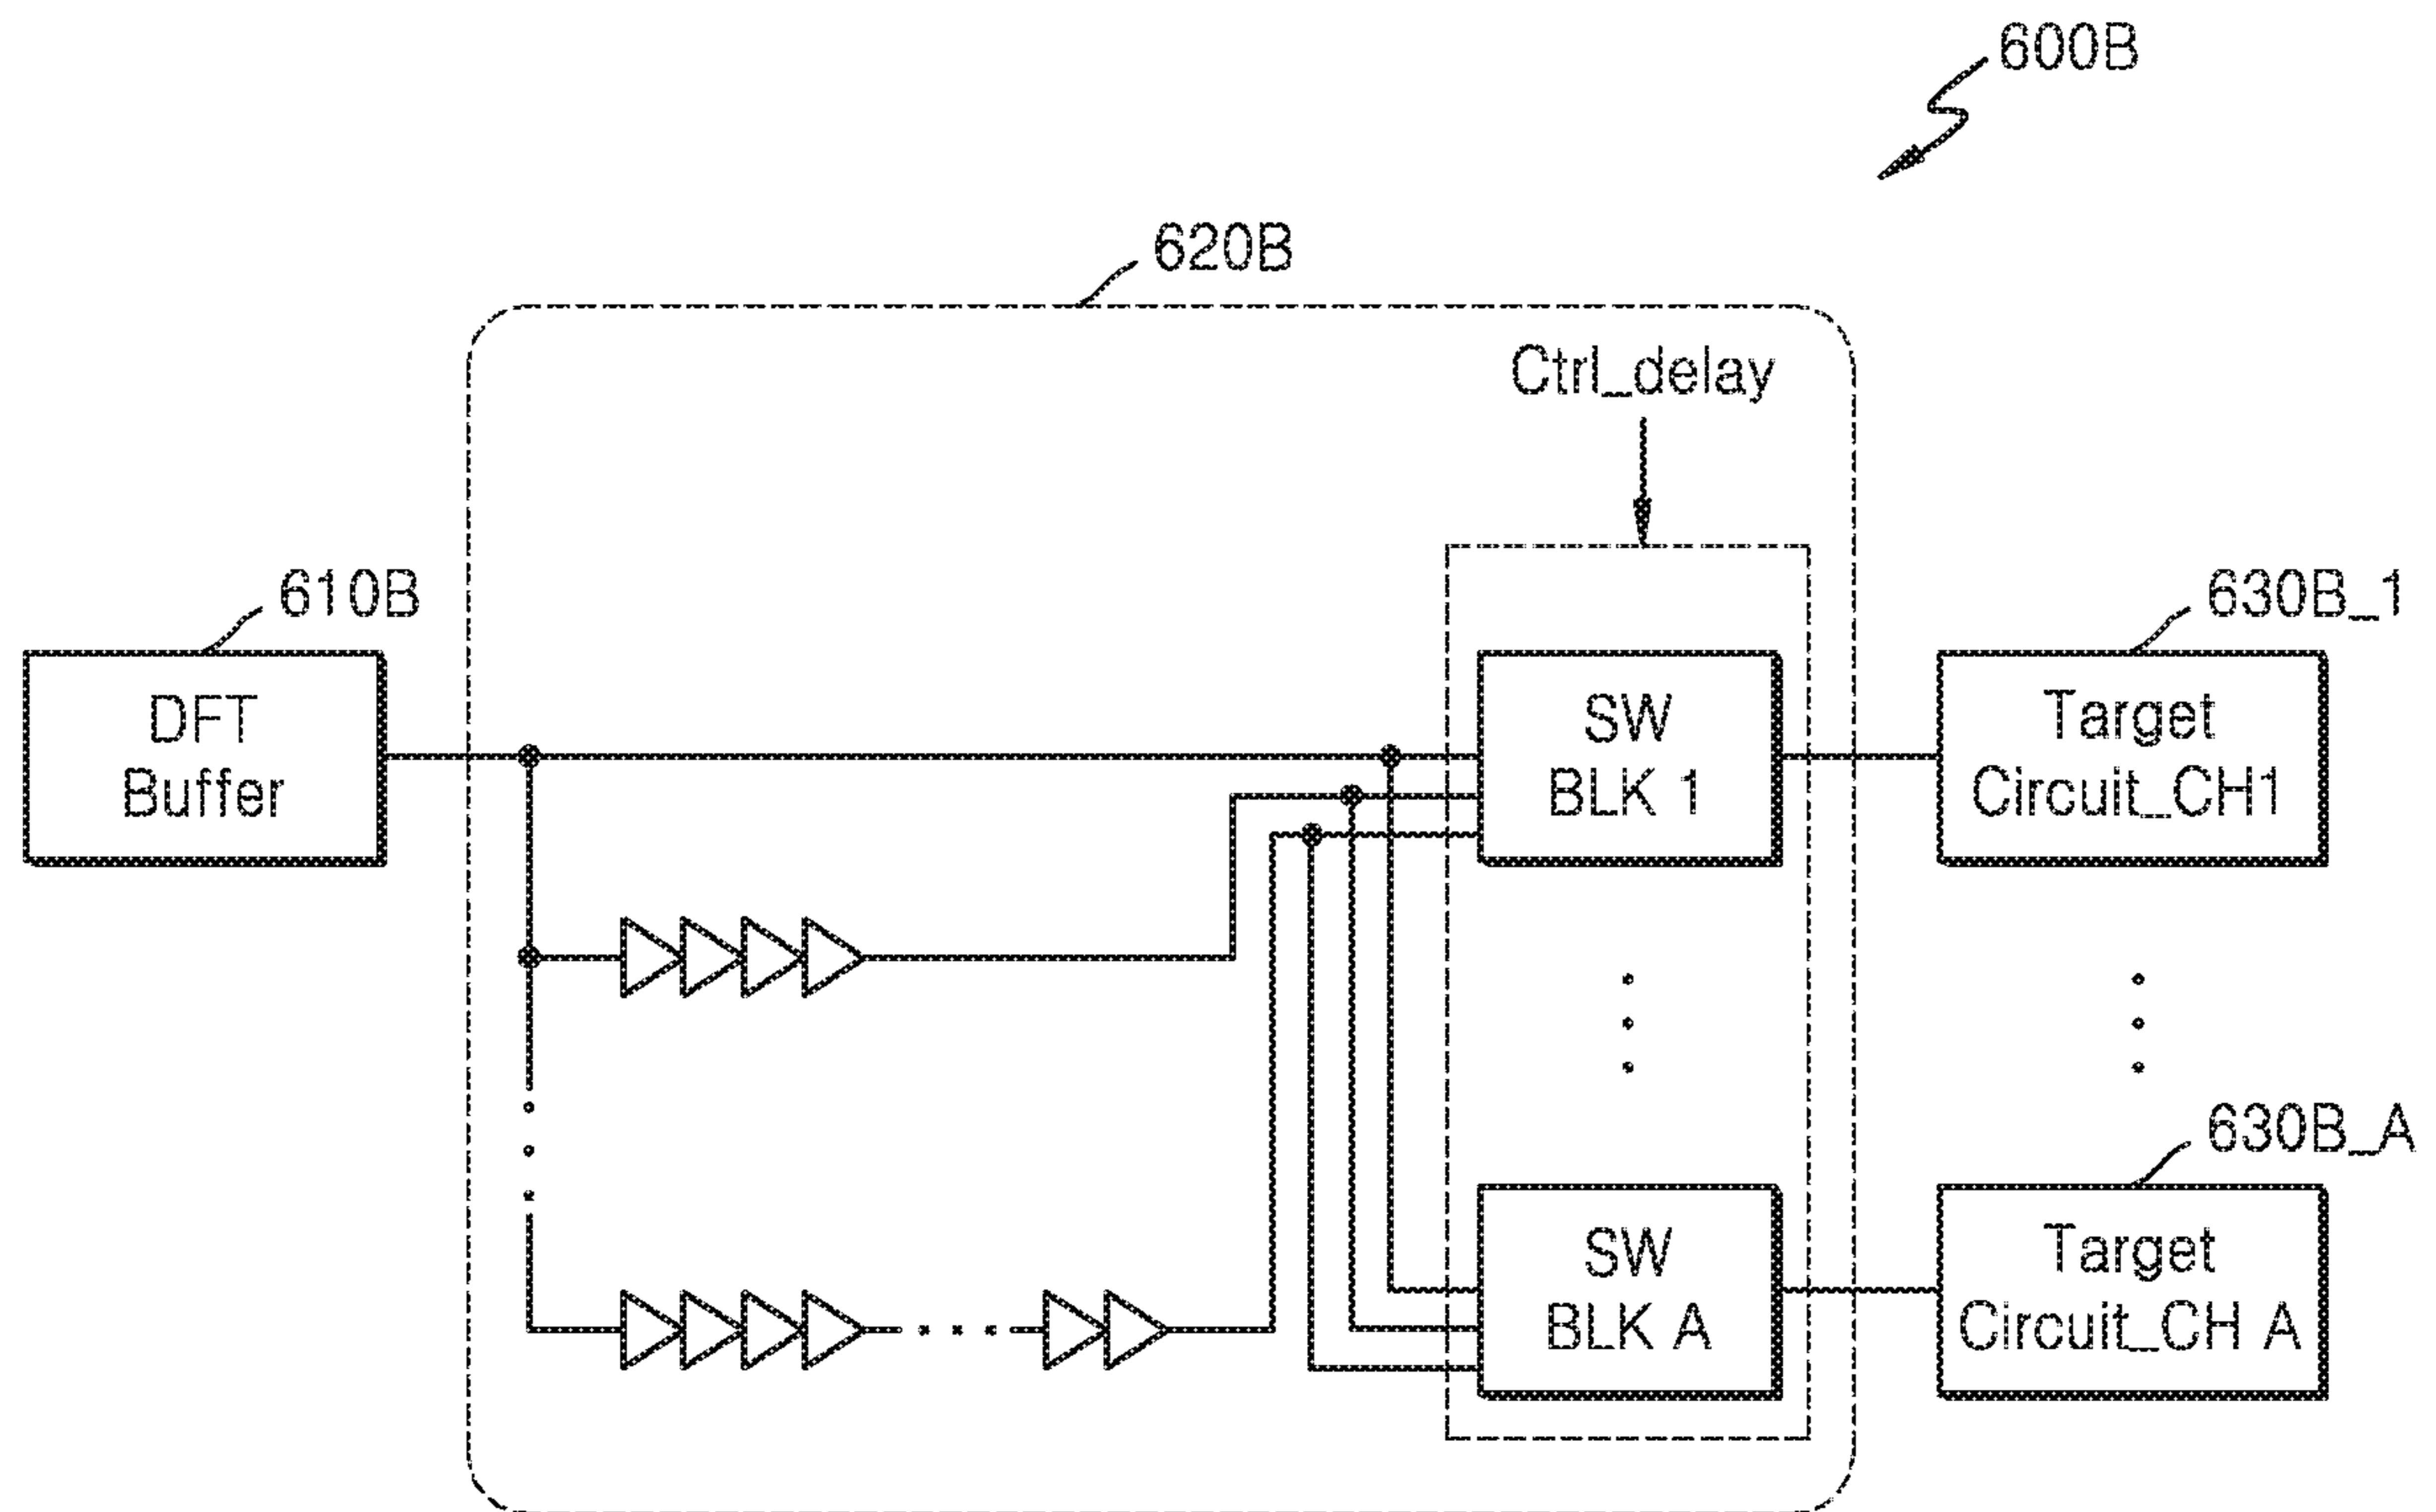 600B
620B
Ctrl_delay
610B
630B_1
DFT
Buffer
SW
BLK 1
Target
Circuit_CH1
630B_A
SW
BLK A
Target
Circuit_CH A